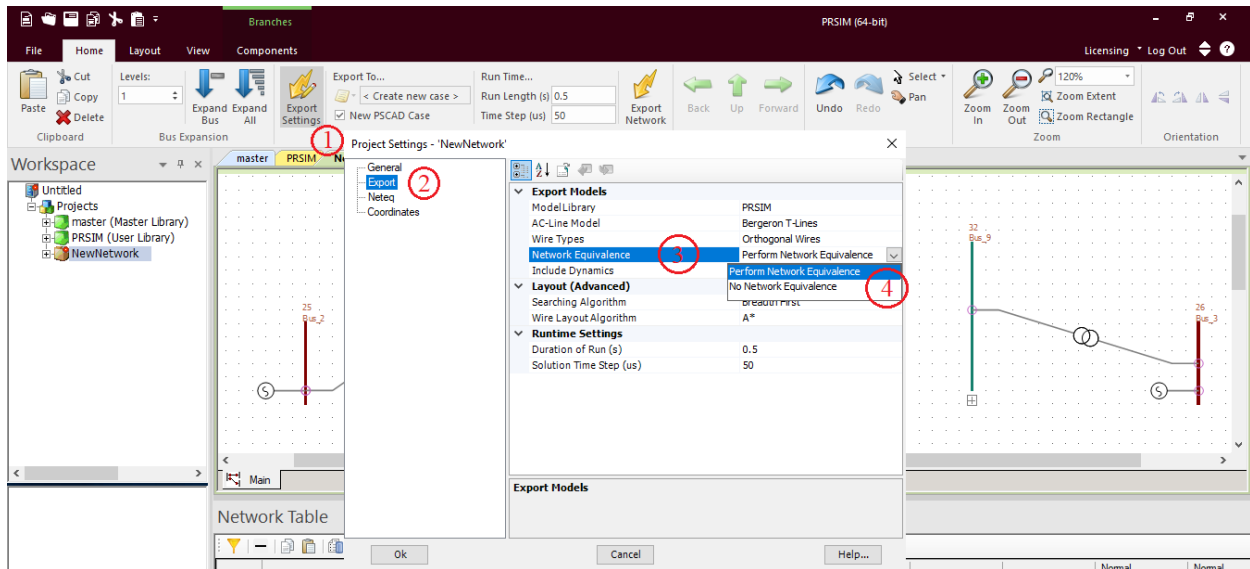 Branches
PRSIM (64-bit)
File Home Layout View Components
Licensing Log Out
Paste
Cut
Copy
Delete
Clipboard
Levels:
1
Expand Bus
Expand All
Bus Expansion
Export Settings
Export To...
< Create new case >
New PSCAD Case
Run Time...
Run Length (s) 0.5
Time Step (us) 50
Export Network
Back Up Forward
Undo Redo
Select
Pan
Zoom In
Zoom Out
120%
Zoom Extent
Zoom Rectangle
Zoom
Orientation
1
Workspace
master PRSIM
Untitled
Projects
master (Master Library)
PRSIM (User Library)
NewNetwork
Project Settings - 'NewNetwork'
General
Export
2
Neteq
Coordinates
Export Models
ModelLibrary PRSIM
AC-Line Model Bergeron T-Lines
Wire Types Orthogonal Wires
Network Equivalence 3 Perform Network Equivalence
Include Dynamics Perform Network Equivalence
No Network Equivalence 4
Layout (Advanced)
Searching Algorithm Breadth First
Wire Layout Algorithm A*
Runtime Settings
Duration of Run (s) 0.5
Solution Time Step (us) 50
Export Models
Ok Cancel Help...
25
Bus_2
S
32
Bus_9
26
Bus_3
S
Main
Network Table
Normal Normal